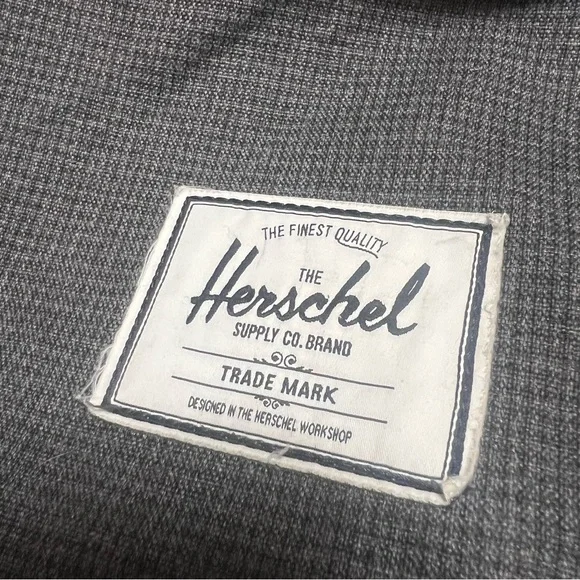 THE FINEST QUALITY
THE
Herschel
SUPPLY CO. BRAND
TRADE MARK
DESIGNED IN THE HERSCHEL WORKSHOP